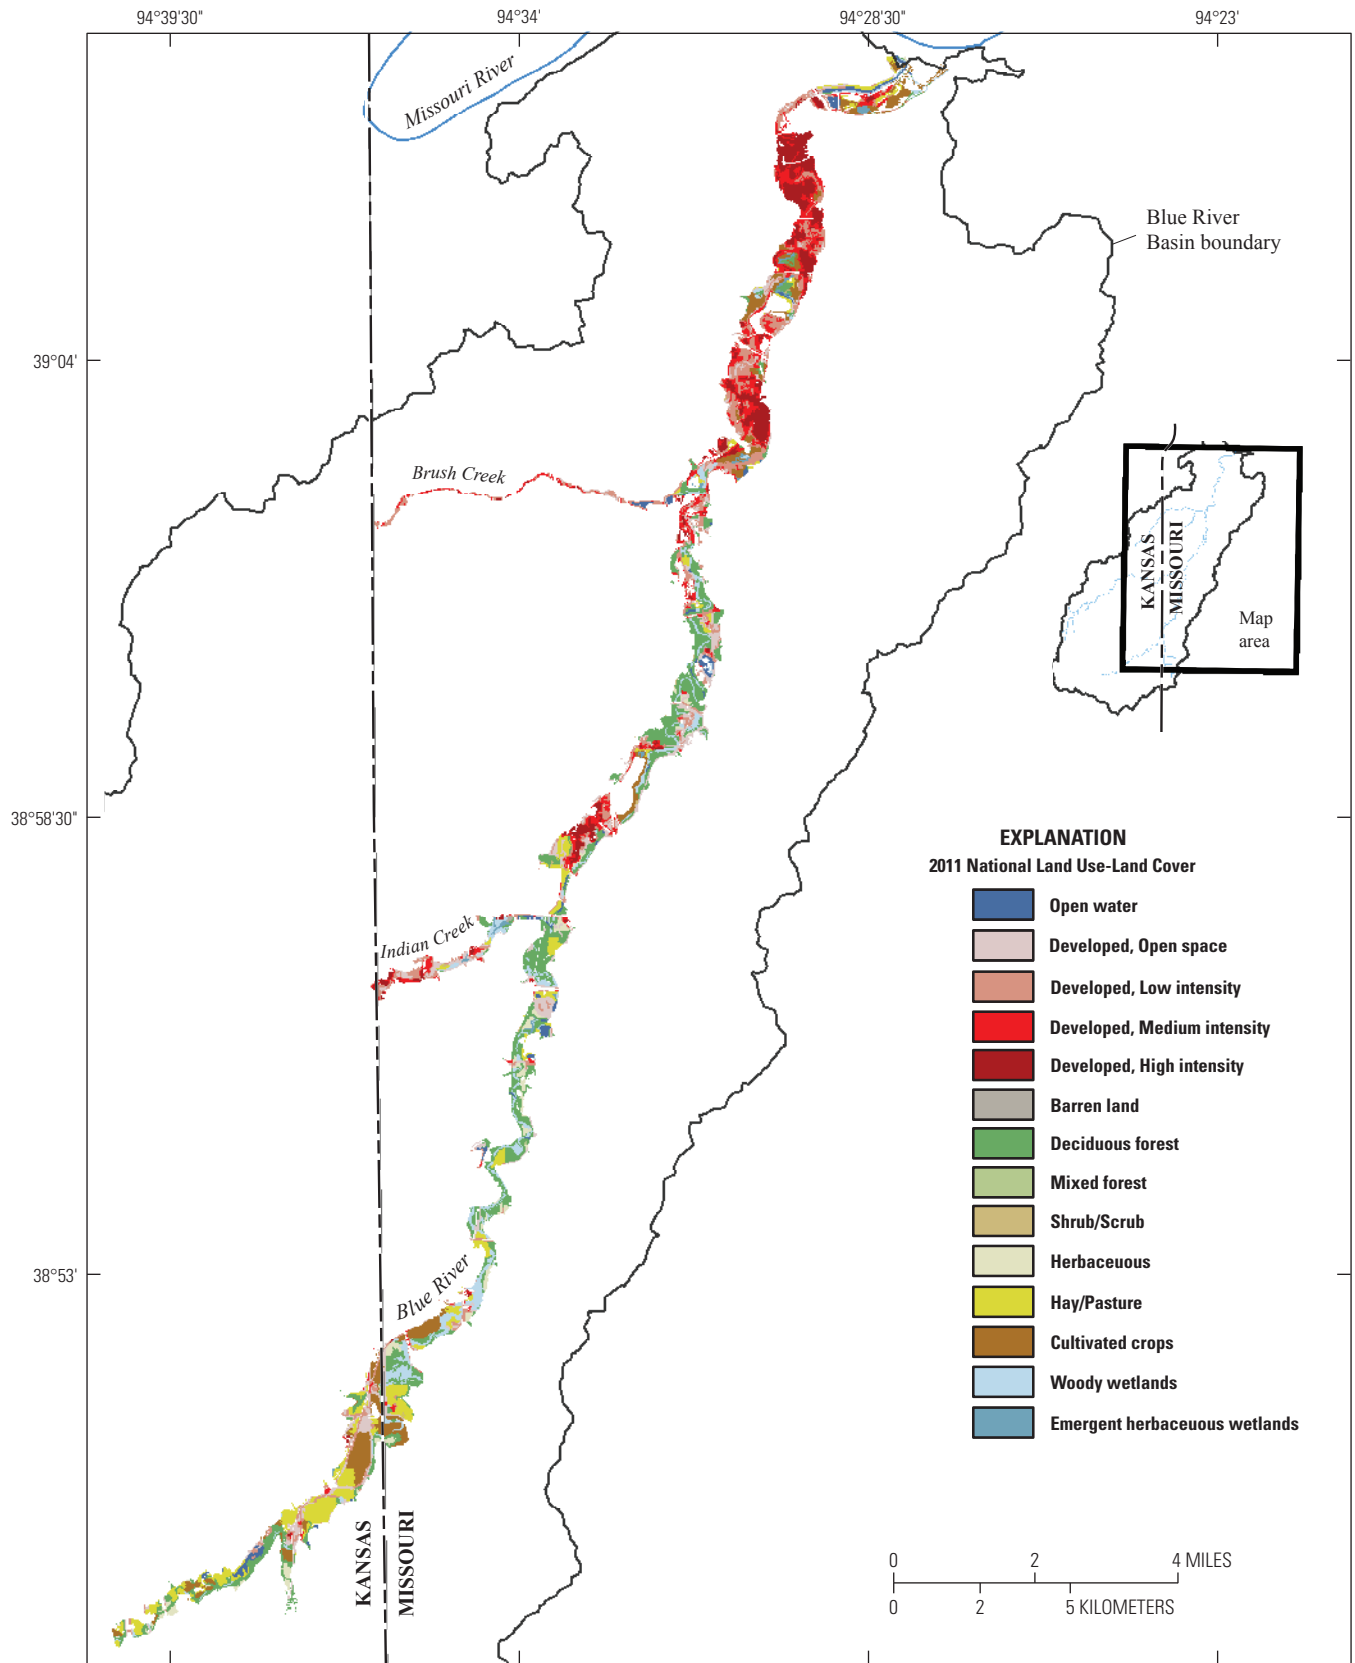 94°39'30"
94°34'
94°28'30"
94°23'
Missouri River
Blue River
Basin boundary
39°04'
Brush Creek
KANSAS
MISSOURI
Map
area
38°58'30"
EXPLANATION
2011 National Land Use-Land Cover
Open water
Developed, Open space
Developed, Low intensity
Developed, Medium intensity
Developed, High intensity
Barren land
Deciduous forest
Mixed forest
Shrub/Scrub
Herbaceuous
Hay/Pasture
Cultivated crops
Woody wetlands
Emergent herbaceuous wetlands
Indian Creek
38°53'
Blue River
KANSAS
MISSOURI
0 2 4 MILES
0 2 5 KILOMETERS